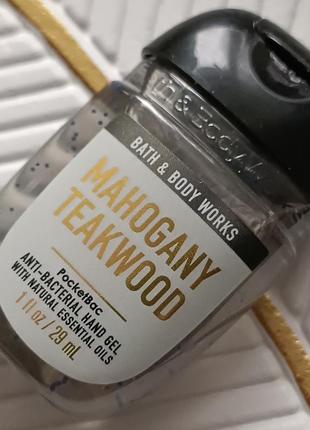 BATH & BODY WORKS
MAHOGANY
TEAKWOOD
PocketBac
ANTI-BACTERIAL HAND GEL
WITH NATURAL ESSENTIAL OILS
1 fl oz / 29 mL